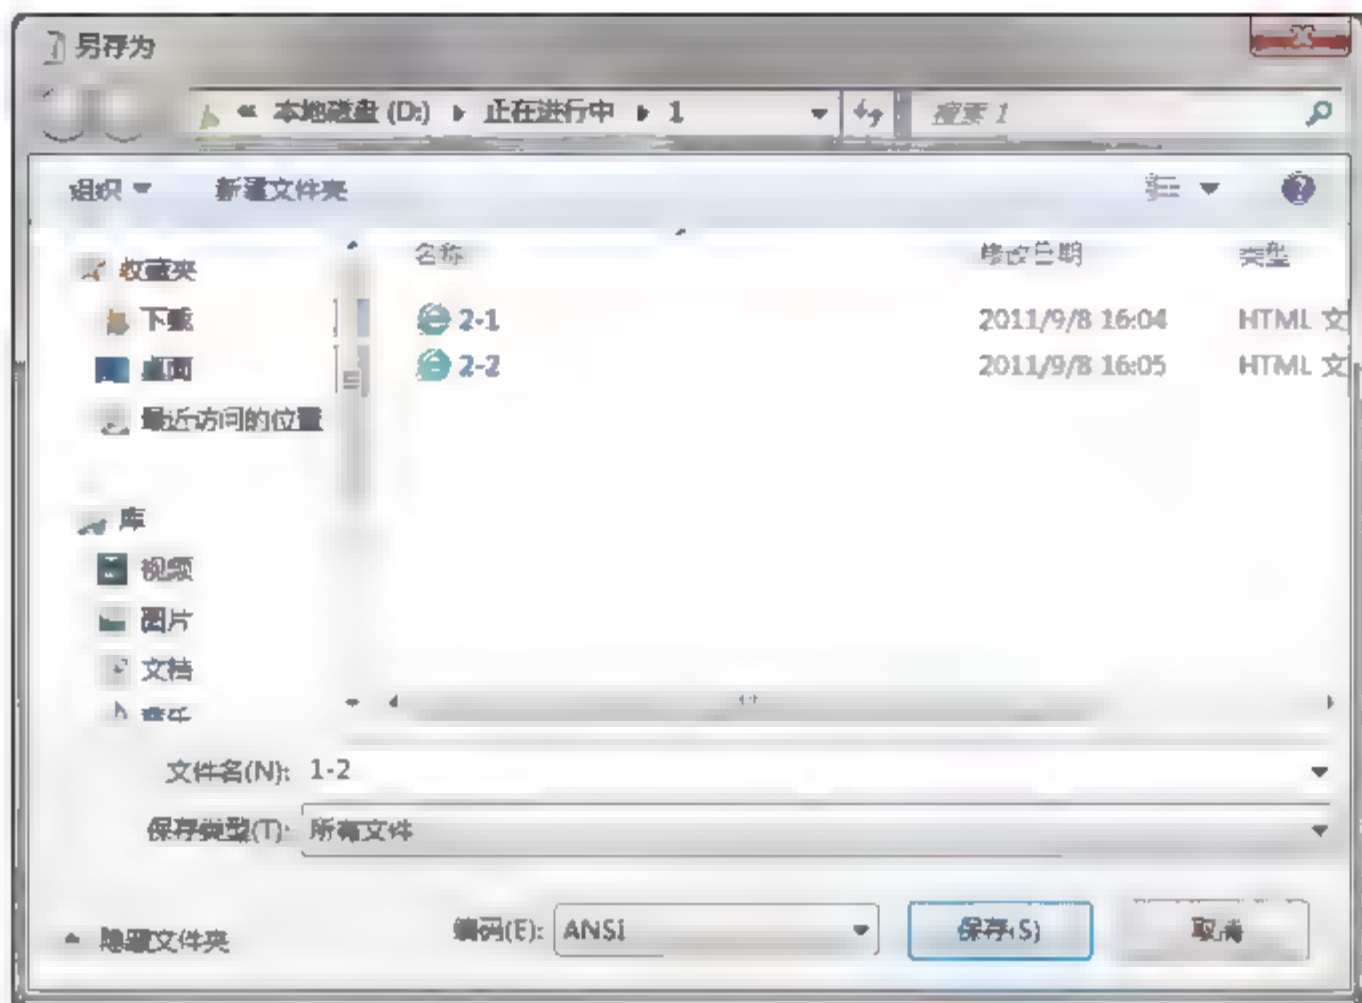 另存为
本地磁盘 (D:) 正在进行中 1 搜索 1
组织 新建文件夹
名称 修改日期 类型
收藏夹
下载
2-1 2011/9/8 16:04 HTML 文
桌面
2-2 2011/9/8 16:05 HTML 文
最近访问的位置
库
视频
图片
文档
音乐
文件名(N): 1-2
保存类型(T): 所有文件
隐藏文件夹 编码(E): ANSI 保存(S) 取消